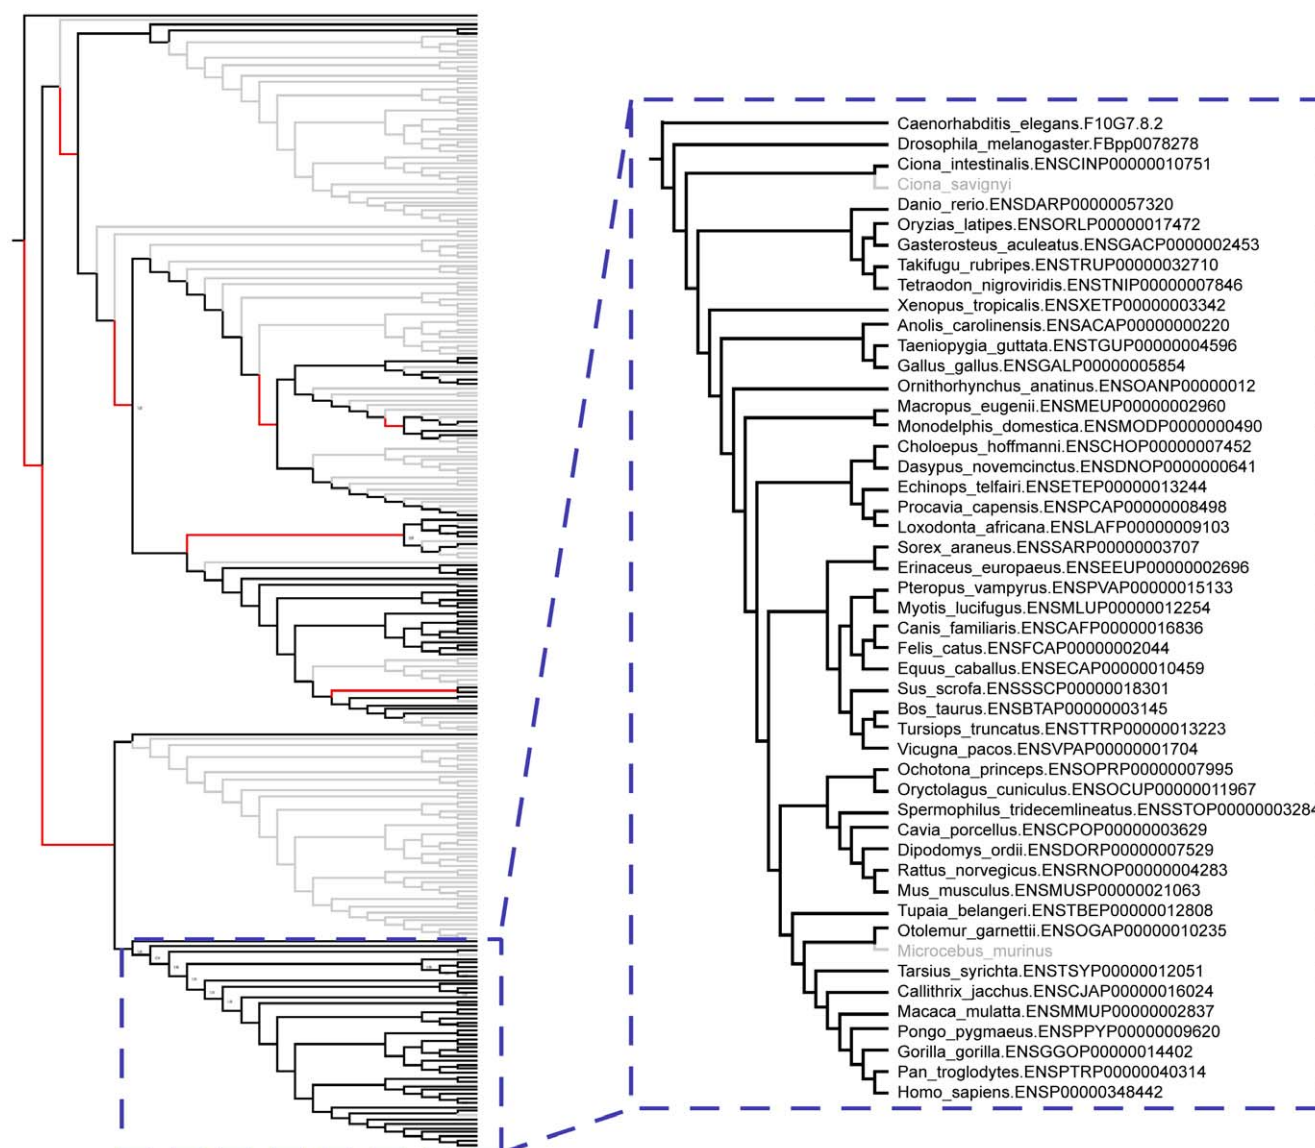 Caenorhabditis_elegans.F10G7.8.2
Drosophila_melanogaster.FBpp0078278
Ciona_intestinalis.ENSCINP00000010751
Ciona_savignyi
Danio_rerio.ENSDARP00000057320
Oryzias_latipes.ENSORLP00000017472
Gasterosteus_aculeatus.ENSGACP0000002453
Takifugu_rubripes.ENSTRUP00000032710
Tetraodon_nigroviridis.ENSTNIP00000007846
Xenopus_tropicalis.ENSXETP00000003342
Anolis_carolinensis.ENSACAP00000000220
Taeniopygia_guttata.ENSTGUP00000004596
Gallus_gallus.ENSGALP00000005854
Ornithorhynchus_anatinus.ENSOANP00000012
Macropus_eugenii.ENSMEUP00000002960
Monodelphis_domestica.ENSMODP0000000490
Choloepus_hoffmanni.ENSCHOP00000007452
Dasypus_novemcinctus.ENSDNOP0000000641
Echinops_telfairi.ENSETEP00000013244
Procavia_capensis.ENSPCAP00000008498
Loxodonta_africana.ENSLAFP00000009103
Sorex_araneus.ENSSARP00000003707
Erinaceus_europaeus.ENSEEUP00000002696
Pteropus_vampyrus.ENSPVAP00000015133
Myotis_lucifugus.ENSMLUP00000012254
Canis_familiaris.ENSCAFP00000016836
Felis_catus.ENSFCAP00000002044
Equus_caballus.ENSECAP00000010459
Sus_scrofa.ENSSSCP00000018301
Bos_taurus.ENSBTAP00000003145
Tursiops_truncatus.ENSTTRP00000013223
Vicugna_pacos.ENSVPAP00000001704
Ochotona_princeps.ENSOPRP00000007995
Oryctolagus_cuniculus.ENSOCUP00000011967
Spermophilus_tridecemlineatus.ENSSTOP00000003284
Cavia_porcellus.ENSCPOP00000003629
Dipodomys_ordii.ENSDORP00000007529
Rattus_norvegicus.ENSRNOP00000004283
Mus_musculus.ENSMUSP00000021063
Tupaia_belangeri.ENSTBEP00000012808
Otolemur_garnettii.ENSOGAP00000010235
Microcebus_murinus
Tarsius_syrichta.ENSTSYP00000012051
Callithrix_jacchus.ENSCJAP00000016024
Macaca_mulatta.ENSMMUP00000002837
Pongo_pygmaeus.ENSPPYP00000009620
Gorilla_gorilla.ENSGGOP00000014402
Pan_troglodytes.ENSPTRP00000040314
Homo_sapiens.ENSP00000348442